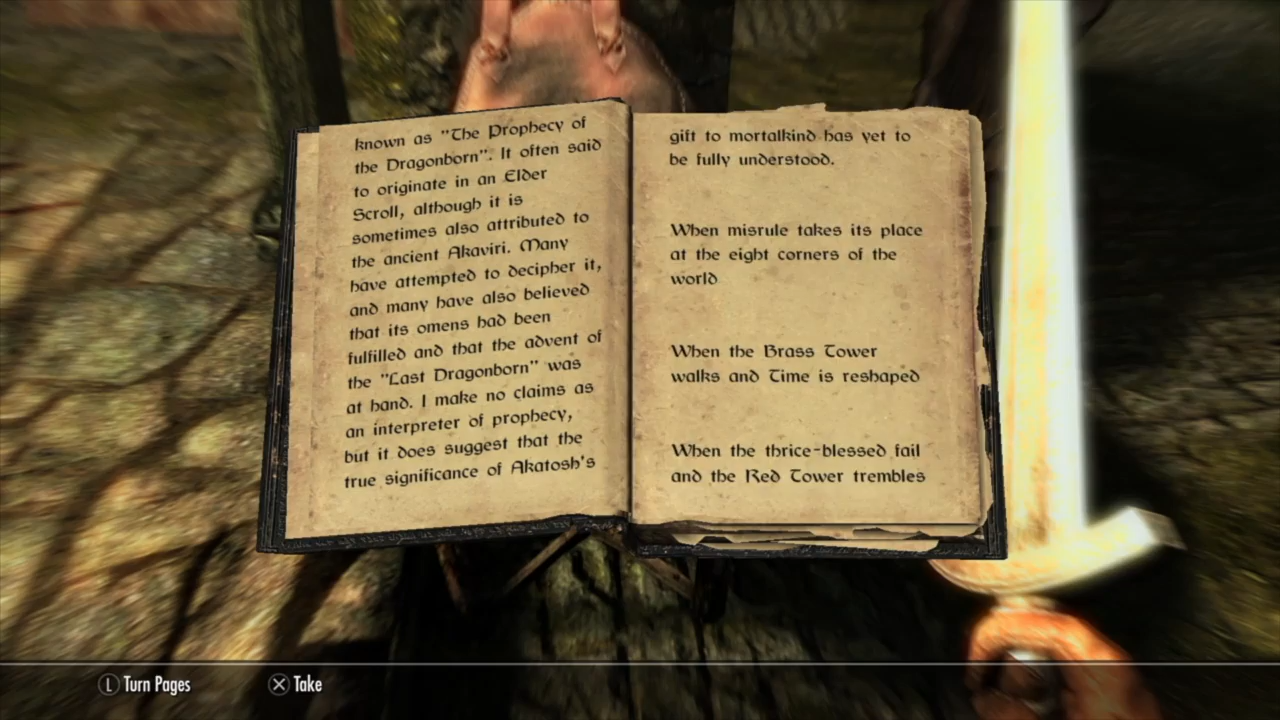 known as "The Prophecy of
the Dragonborn". It often said
to originate in an Elder
Scroll, although it is
sometimes also attributed to
the ancient Akaviri. Many
have attempted to decipher it,
and many have also believed
that its omens had been
fulfilled and that the advent of
the "Last Dragonborn" was
at hand. I make no claims as
an interpreter of prophecy,
but it does suggest that the
true significance of Akatosh's
gift to mortalkind has yet to
be fully understood.
When misrule takes its place
at the eight corners of the
world
When the Brass Tower
walks and Time is reshaped
When the thrice-blessed fail
and the Red Tower trembles
L Turn Pages
X Take